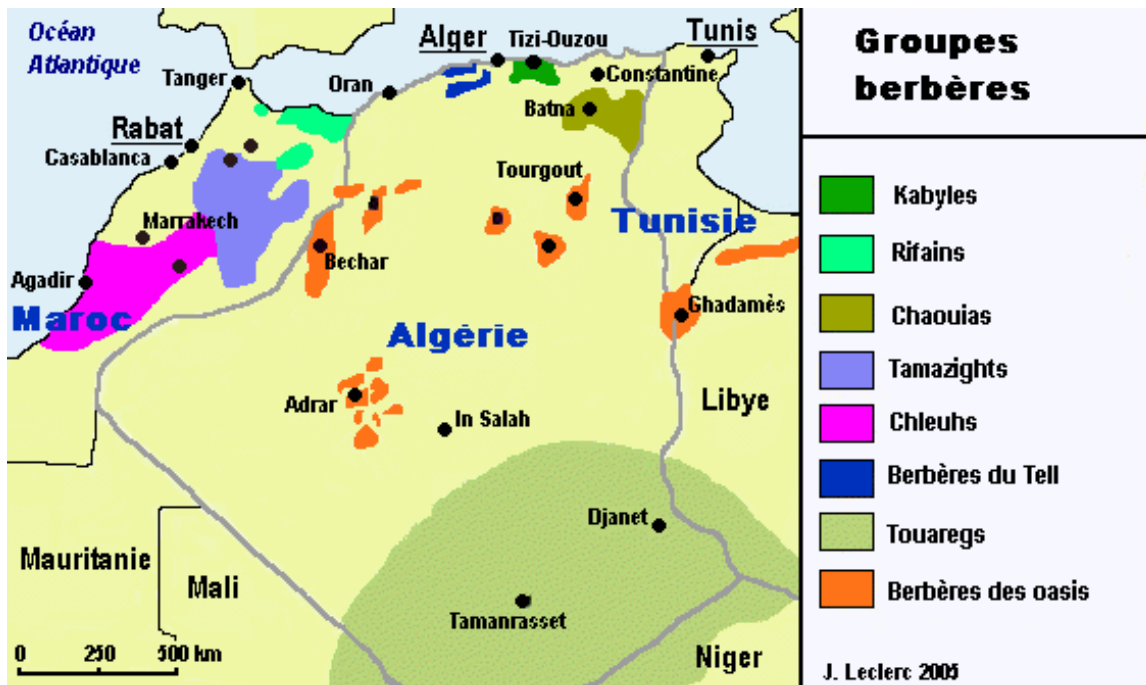 Océan
Atlantique
Tanger
Oran
Alger
Tizi-Ouzou
Tunis
Constantine
Batna
Rabat
Casablanca
Marrakech
Tourgout
Tunisie
Agadir
Bechar
Maroc
Ghadamès
Algérie
Adrar
In Salah
Libye
Djanet
Mauritanie
Mali
Tamanrasset
Niger
0 250 500 km
Groupes
berbères
Kabyles
Rifains
Chaouias
Tamazights
Chleuhs
Berbères du Tell
Touaregs
Berbères des oasis
J. Leclerc 2005